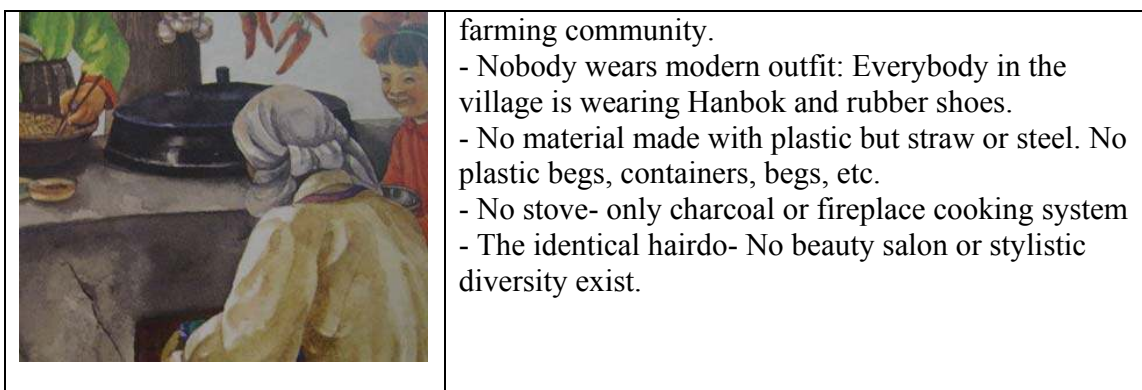 farming community.
- Nobody wears modern outfit: Everybody in the
village is wearing Hanbok and rubber shoes.
- No material made with plastic but straw or steel. No
plastic begs, containers, begs, etc.
- No stove- only charcoal or fireplace cooking system
- The identical hairdo- No beauty salon or stylistic
diversity exist.